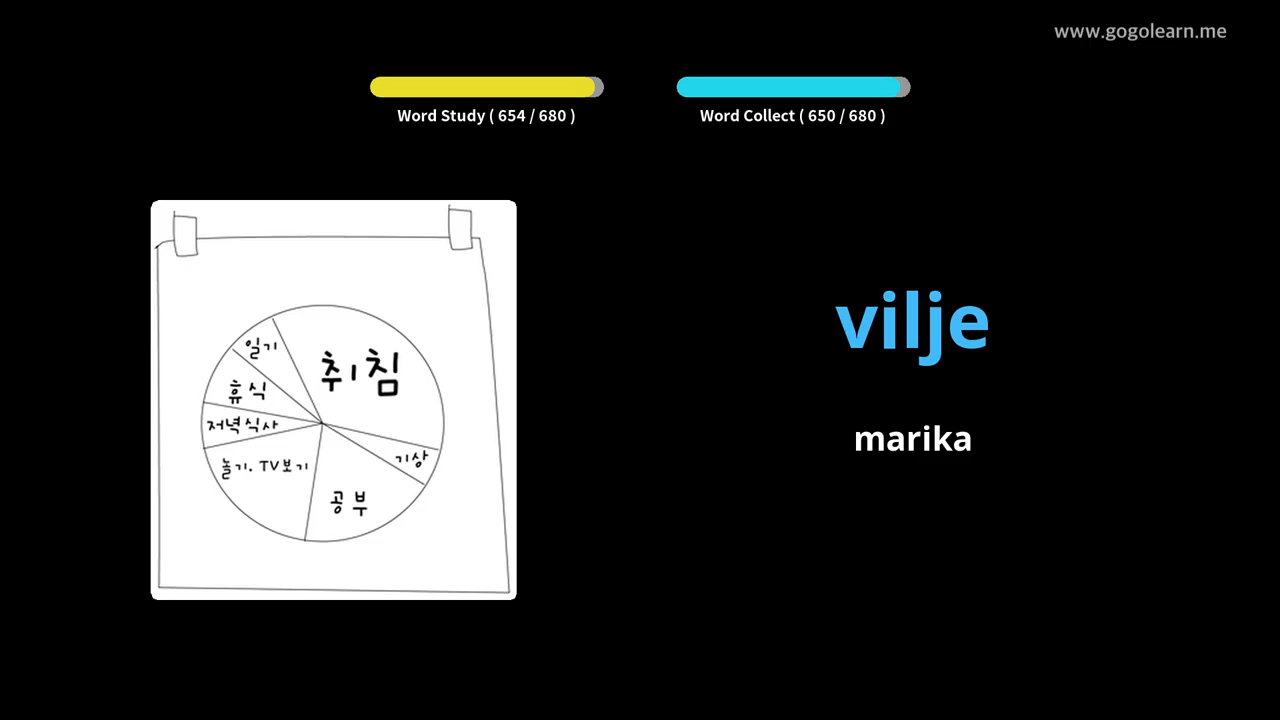 www.gogolearn.me
Word Study ( 654 / 680 )
Word Collect ( 650 / 680 )
일기
취침
휴식
저녁식사
놀기. TV보기
기상
공부
vilje
marika